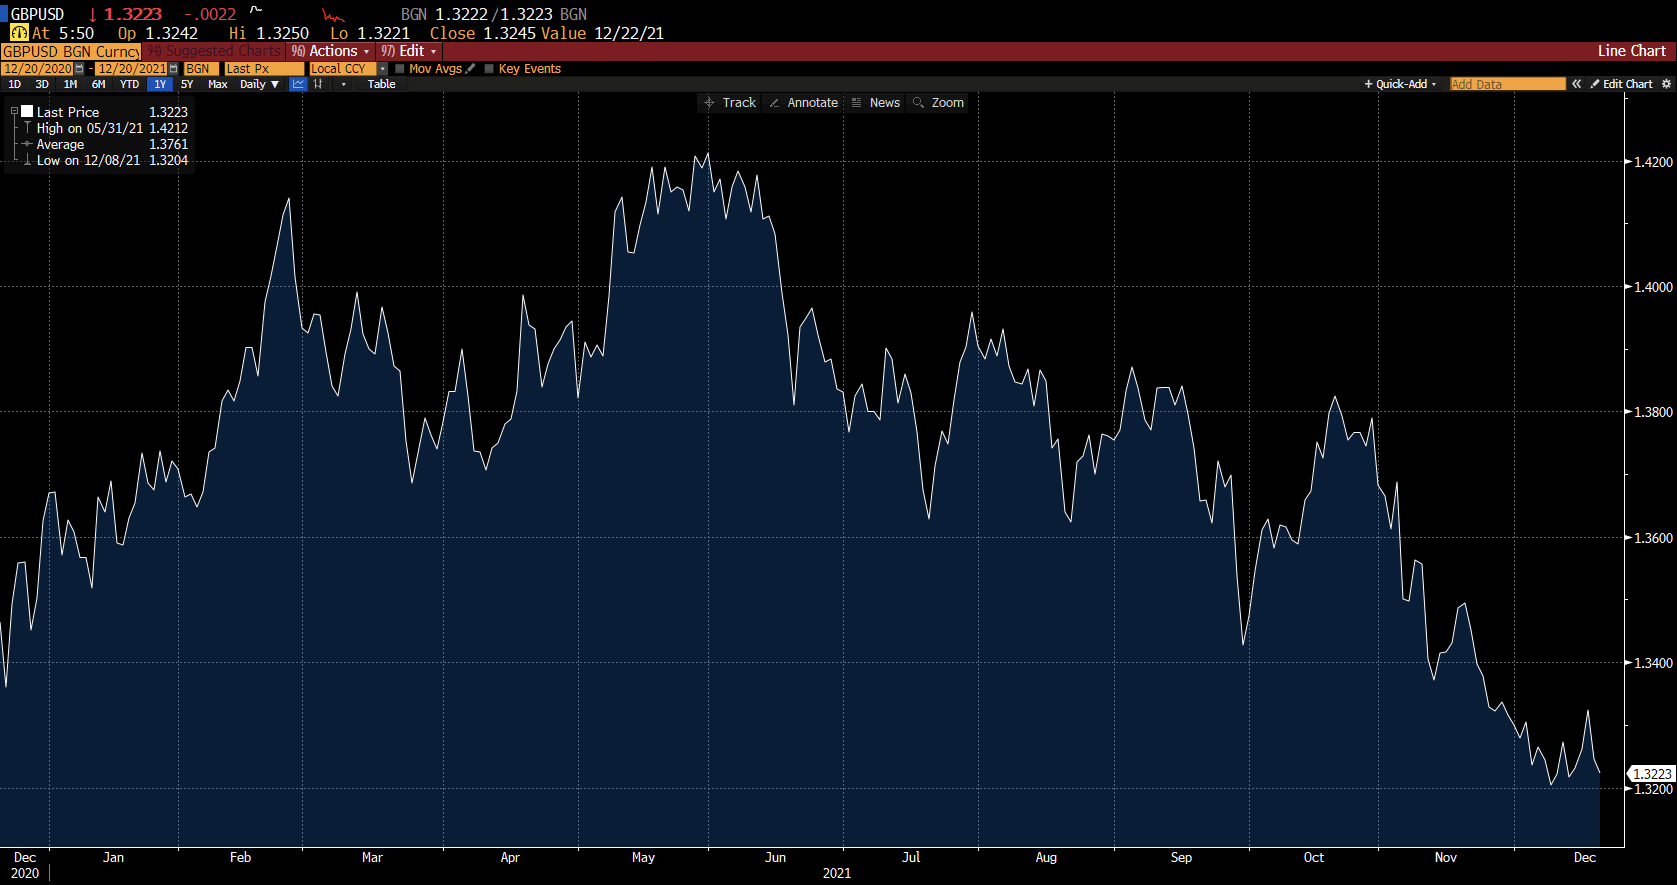 GBPUSD ↓ 1.3223 -.0022 BGN 1.3222/1.3223 BGN
At 5:50 Op 1.3242 Hi 1.3250 Lo 1.3221 Close 1.3245 Value 12/22/21
GBPUSD BGN Curncy 94) Suggested Charts 96) Actions 97) Edit Line Chart
12/20/2020 - 12/20/2021 BGN Last Px Local CCY Mov Avgs Key Events
1D 3D 1M 6M YTD 1Y 5Y Max Daily ▼ Table + Quick-Add Add Data « Edit Chart
Track Annotate News Zoom
Last Price 1.3223
High on 05/31/21 1.4212
Average 1.3761
Low on 12/08/21 1.3204
1.4200
1.4000
1.3800
1.3600
1.3400
1.3223
1.3200
Dec Jan Feb Mar Apr May Jun Jul Aug Sep Oct Nov Dec
2020 2021